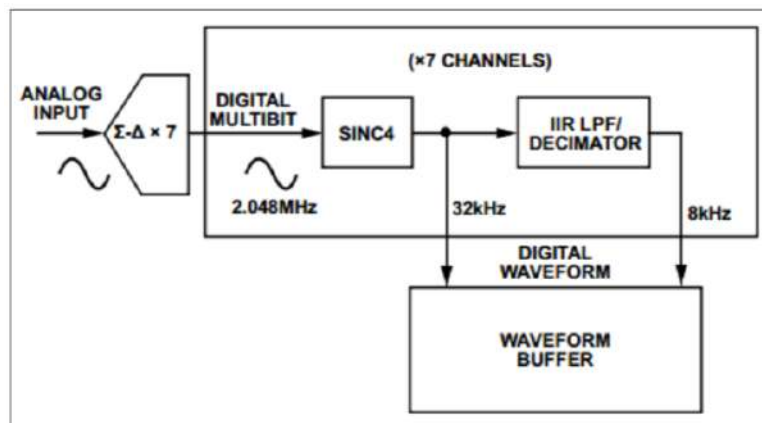 (×7 CHANNELS)
ANALOG
INPUT
Σ-Δ × 7
DIGITAL
MULTIBIT
SINC4
IIR LPF/
DECIMATOR
2.048MHz
32kHz
8kHz
DIGITAL
WAVEFORM
WAVEFORM
BUFFER